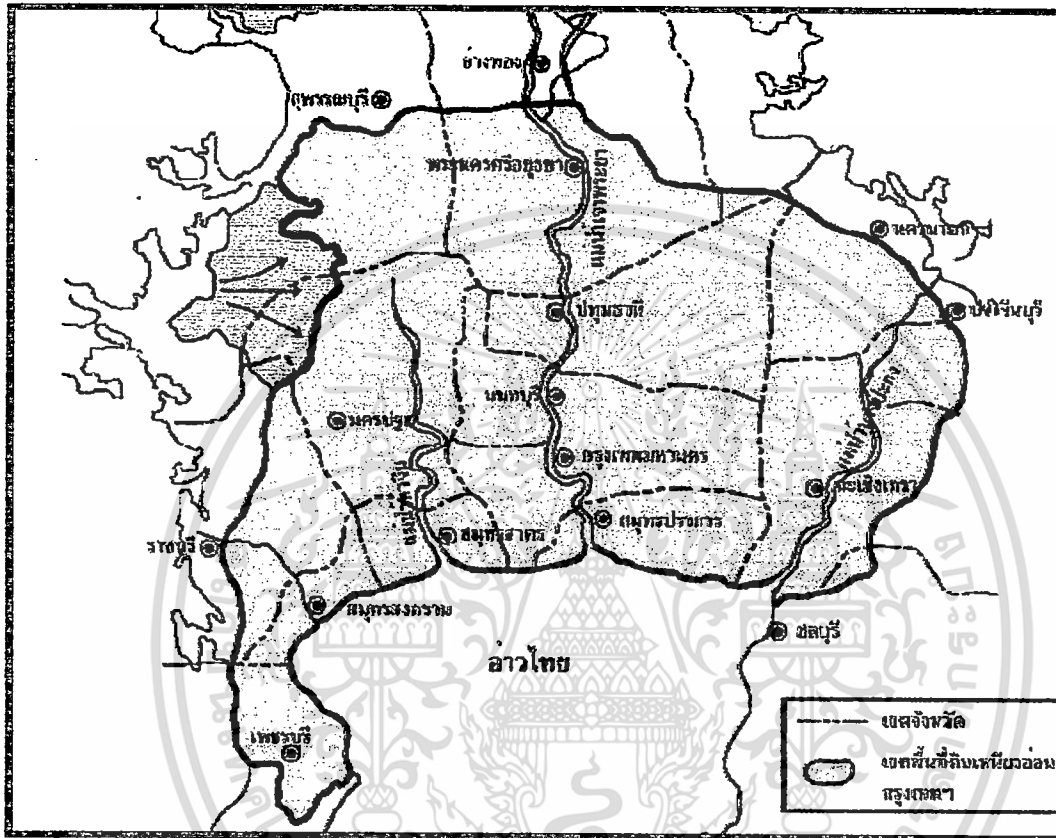 อ่างทอง
สุพรรณบุรี
พระนครศรีอยุธยา
แม่น้ำเจ้าพระยา
นครนายก
ปทุมธานี
ปราจีนบุรี
นนทบุรี
นครปฐม
กรุงเทพมหานคร
ฉะเชิงเทรา
สมุทรปราการ
สมุทรสาคร
ราชบุรี
สมุทรสงคราม
ชลบุรี
อ่าวไทย
เพชรบุรี
เขตจังหวัด
เขตพื้นที่ดินเหนียวอ่อน
กรุงเทพฯ